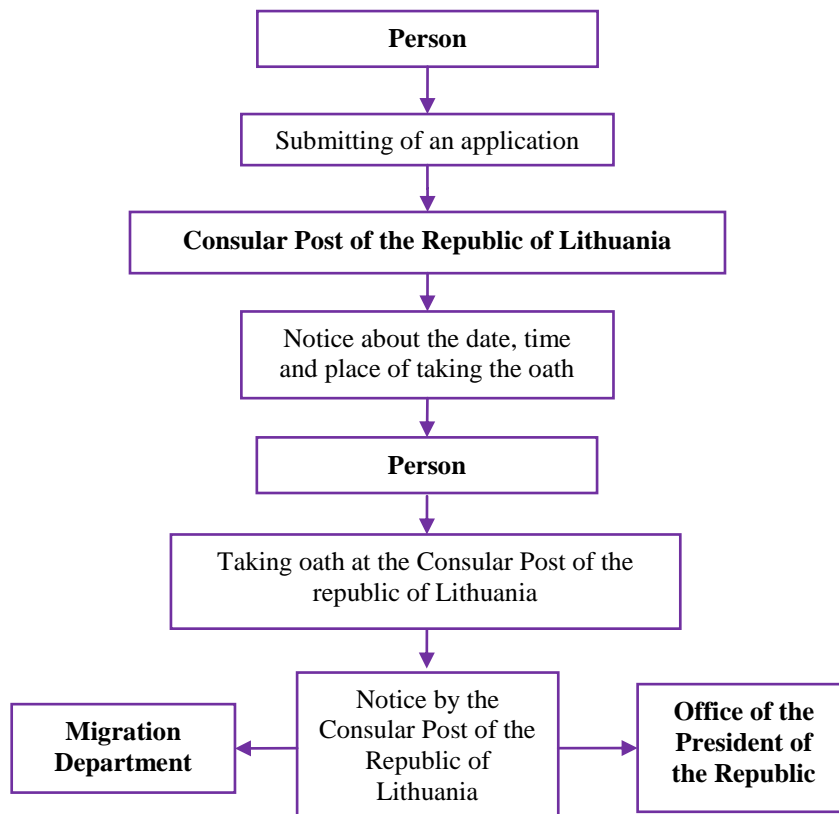 Person
Submitting of an application
Consular Post of the Republic of Lithuania
Notice about the date, time
and place of taking the oath
Person
Taking oath at the Consular Post of the
republic of Lithuania
Migration
Department
Notice by the
Consular Post of the
Republic of
Lithuania
Office of the
President of
the Republic